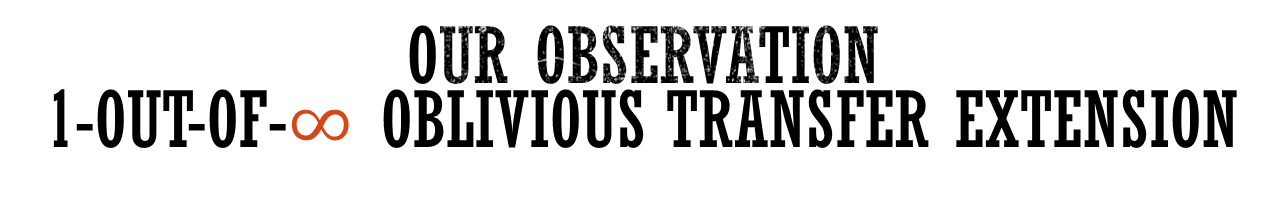 OUR OBSERVATION
1-OUT-OF-∞ OBLIVIOUS TRANSFER EXTENSION